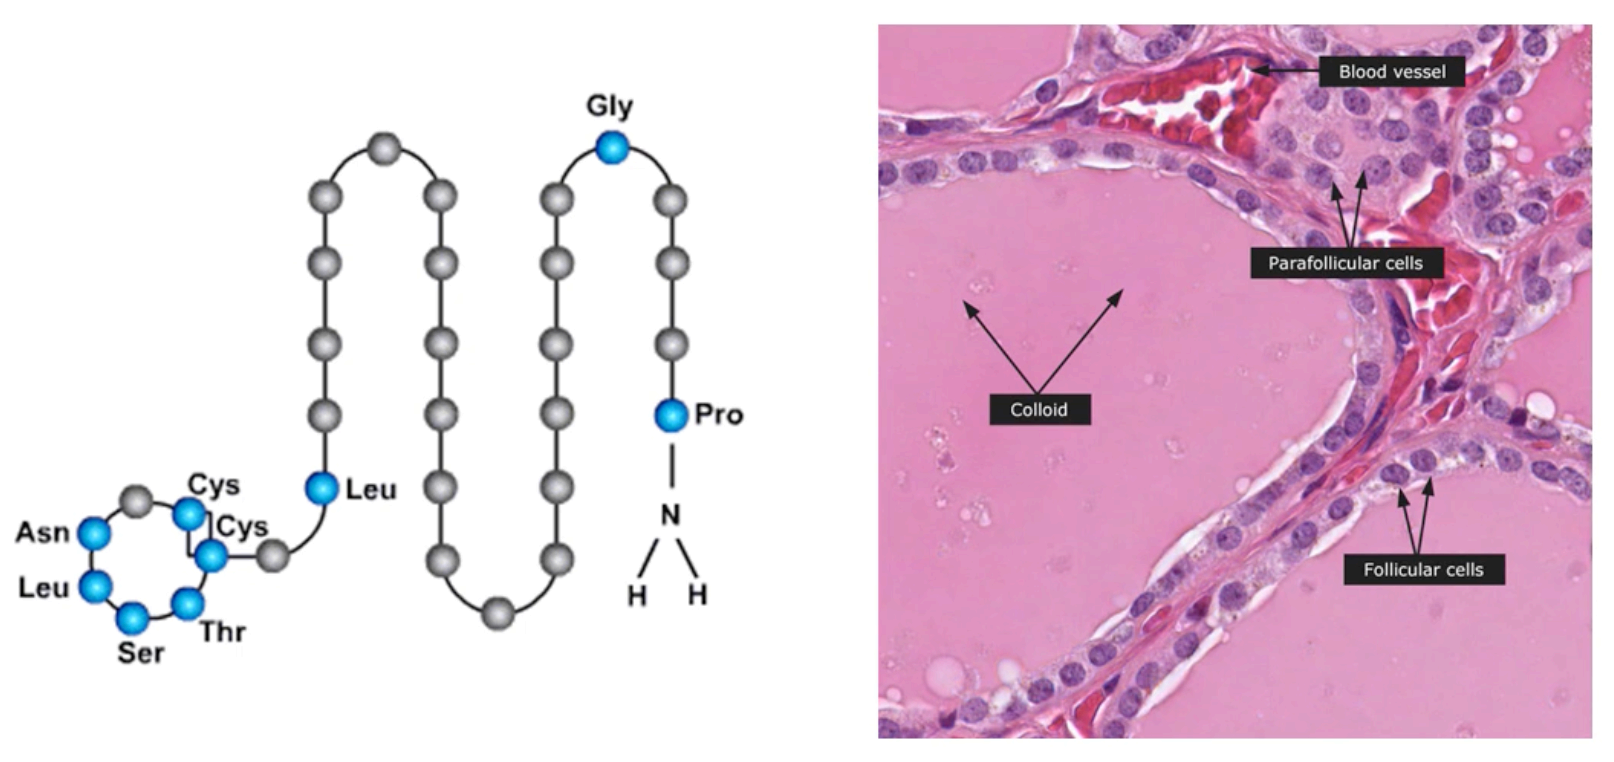 Gly
Pro
N
H H
Leu
Cys
Cys
Asn
Leu
Ser
Thr
Blood vessel
Parafollicular cells
Colloid
Follicular cells